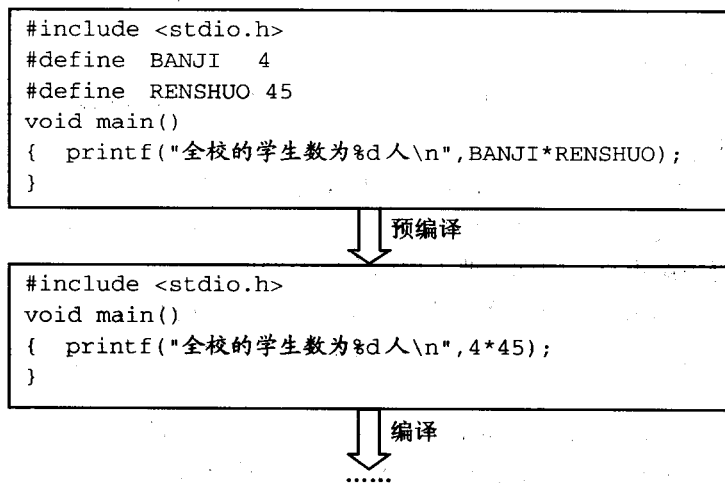 #include <stdio.h>
#define BANJI 4
#define RENSHUO 45
void main()
{ printf("全校的学生数为%d人\n",BANJI*RENSHUO);
}
预编译
#include <stdio.h>
void main()
{ printf("全校的学生数为%d人\n",4*45);
}
编译
……